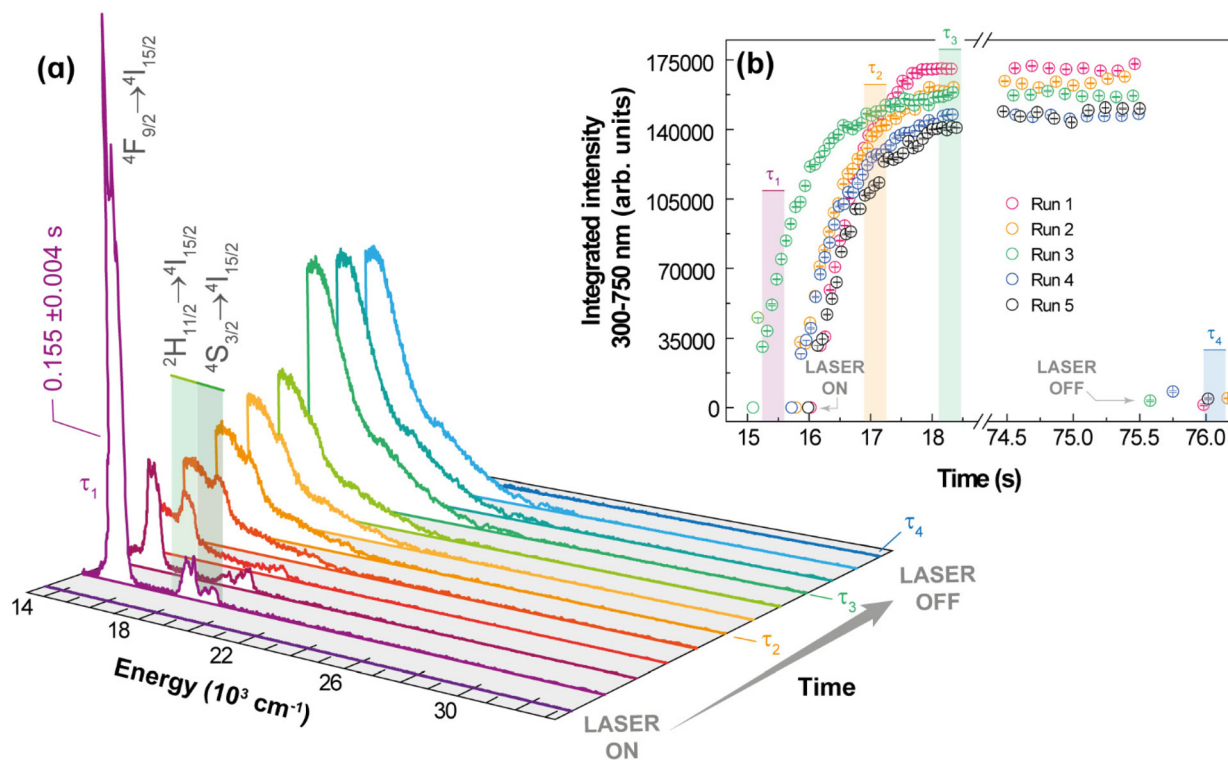 (a)
⁴F₉/₂→⁴I₁₅/₂
0.155 ±0.004 s
²H₁₁/₂→⁴I₁₅/₂
⁴S₃/₂→⁴I₁₅/₂
τ₁
τ₂
τ₃
τ₄
14
18
22
26
30
Energy (10³ cm⁻¹)
LASER
ON
Time
LASER
OFF
(b)
Integrated intensity
300-750 nm (arb. units)
175000
140000
105000
70000
35000
0
τ₁
τ₂
τ₃
τ₄
Run 1
Run 2
Run 3
Run 4
Run 5
LASER
ON
LASER
OFF
15
16
17
18
74.5
75.0
75.5
76.0
Time (s)